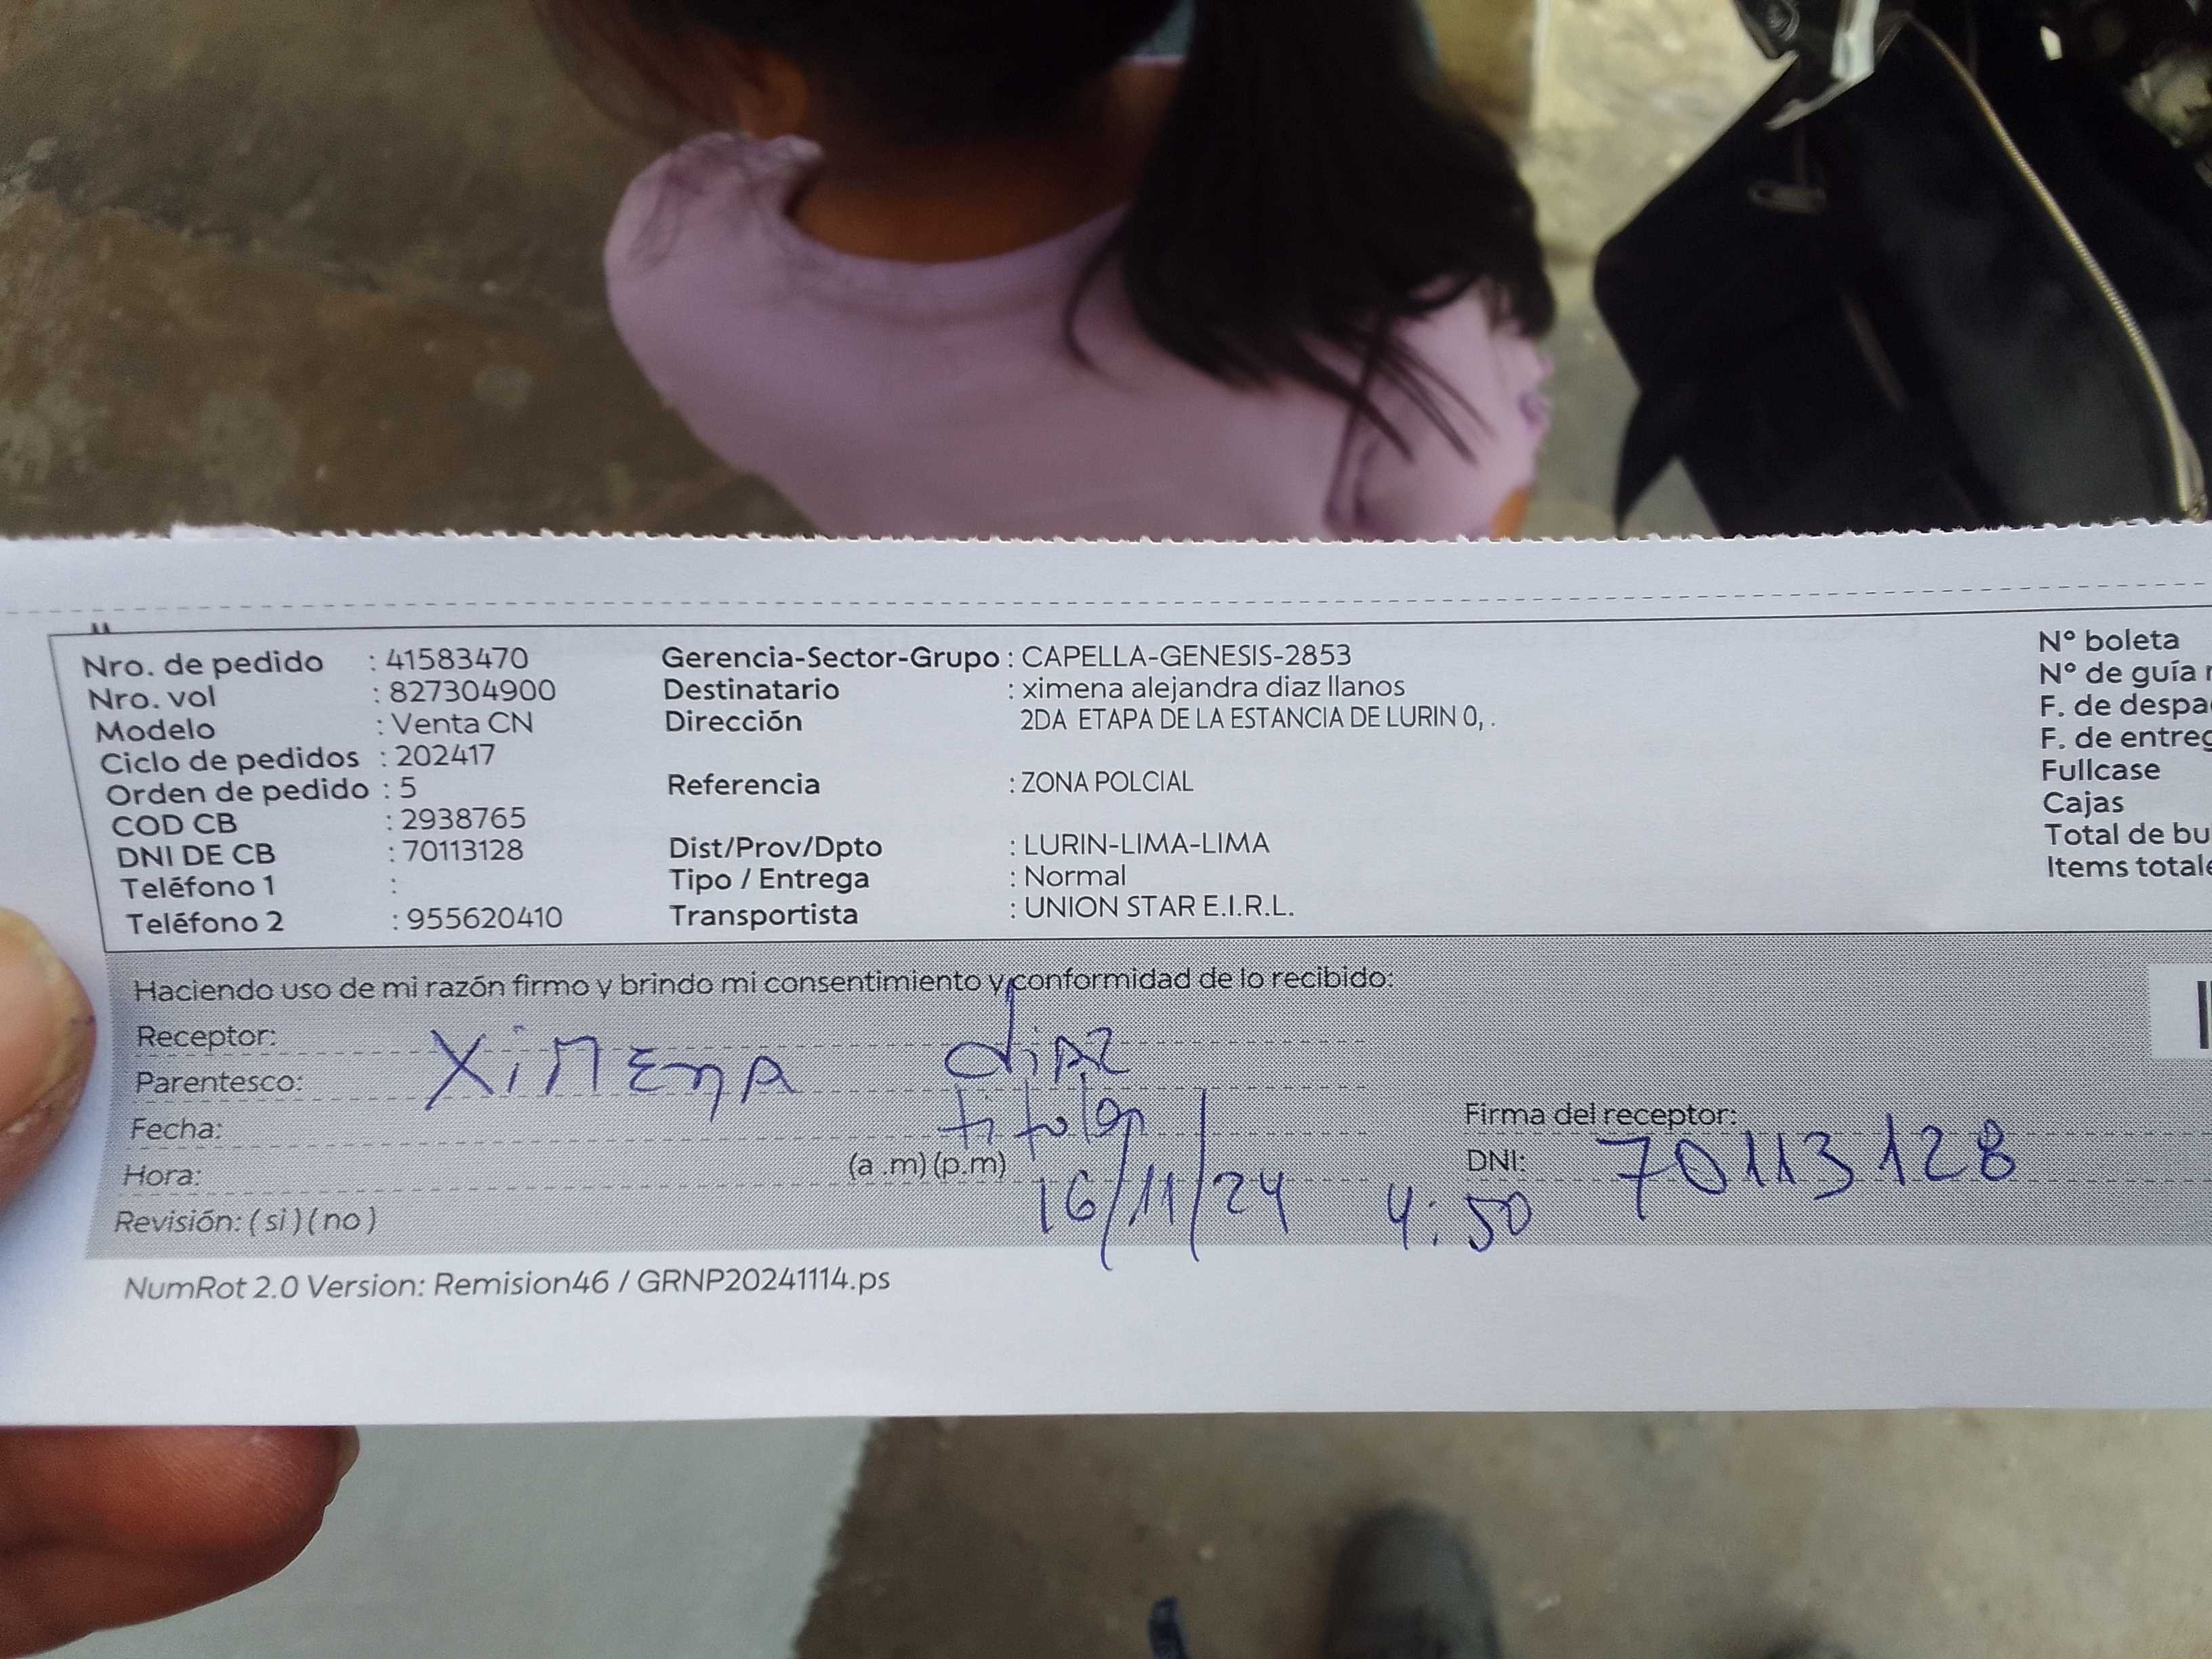 Nro. de pedido : 41583470
Nro. vol : 827304900
Modelo : Venta CN
Ciclo de pedidos : 202417
Orden de pedido : 5
COD CB : 2938765
DNI DE CB : 70113128
Teléfono 1 :
Teléfono 2 : 955620410
Gerencia-Sector-Grupo : CAPELLA-GENESIS-2853
Destinatario : ximena alejandra diaz llanos
Dirección 2DA ETAPA DE LA ESTANCIA DE LURIN 0, .
Referencia : ZONA POLCIAL
Dist/Prov/Dpto : LURIN-LIMA-LIMA
Tipo / Entrega : Normal
Transportista : UNION STAR E.I.R.L.
N° boleta
N° de guía
F. de
F. de
Fullcase
Cajas
Total de
Items
Haciendo uso de mi razón firmo y brindo mi consentimiento y conformidad de lo recibido:
Receptor: XiMEnA diaz
Parentesco: titular
Fecha: 16/11/24
Hora: (a .m) (p.m) 4:50
Revisión: ( si ) ( no )
Firma del receptor:
DNI: 70113128
NumRot 2.0 Version: Remision46 / GRNP20241114.ps